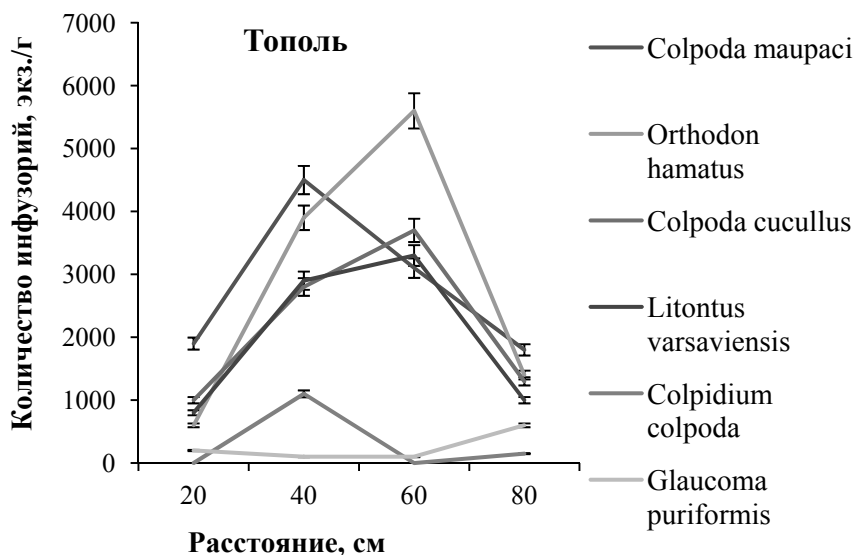 Тополь
Количество инфузорий, экз./г
7000
6000
5000
4000
3000
2000
1000
0
20 40 60 80
Расстояние, см
Colpoda maupaci
Orthodon
hamatus
Colpoda cucullus
Litontus
varsaviensis
Colpidium
colpoda
Glaucoma
puriformis